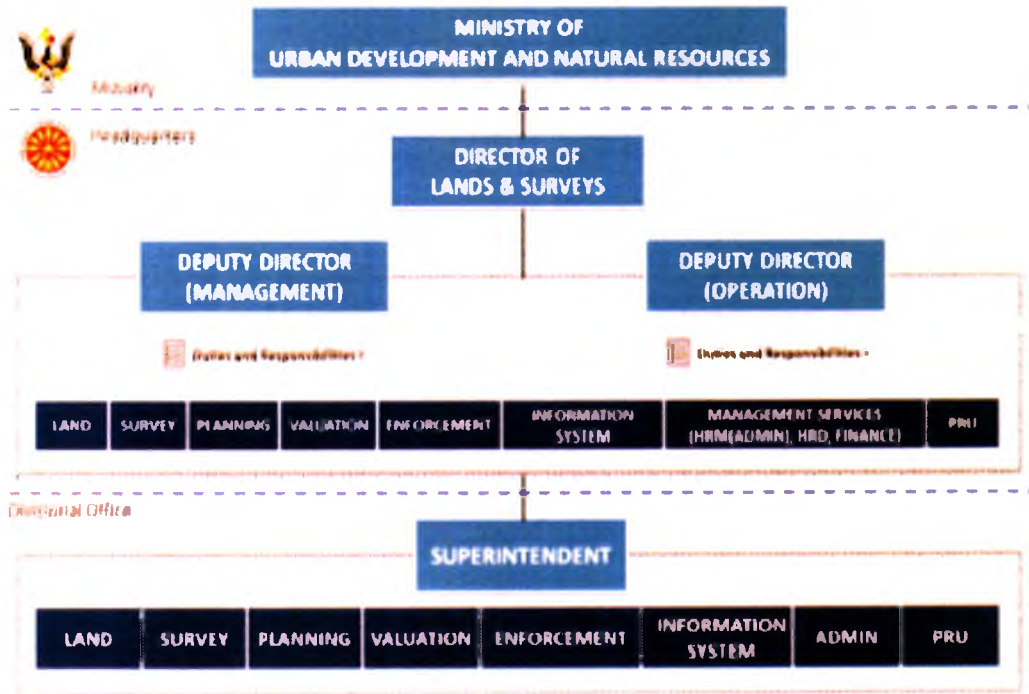 MINISTRY OF
URBAN DEVELOPMENT AND NATURAL RESOURCES
Ministry
Headquarters
DIRECTOR OF
LANDS & SURVEYS
DEPUTY DIRECTOR
(MANAGEMENT)
DEPUTY DIRECTOR
(OPERATION)
Duties and Responsibilities
Duties and Responsibilities
LAND
SURVEY
PLANNING
VALUATION
ENFORCEMENT
INFORMATION
SYSTEM
MANAGEMENT SERVICES
(HRM(ADMIN), HRD, FINANCE)
PRU
Divisional Office
SUPERINTENDENT
LAND
SURVEY
PLANNING
VALUATION
ENFORCEMENT
INFORMATION
SYSTEM
ADMIN
PRU